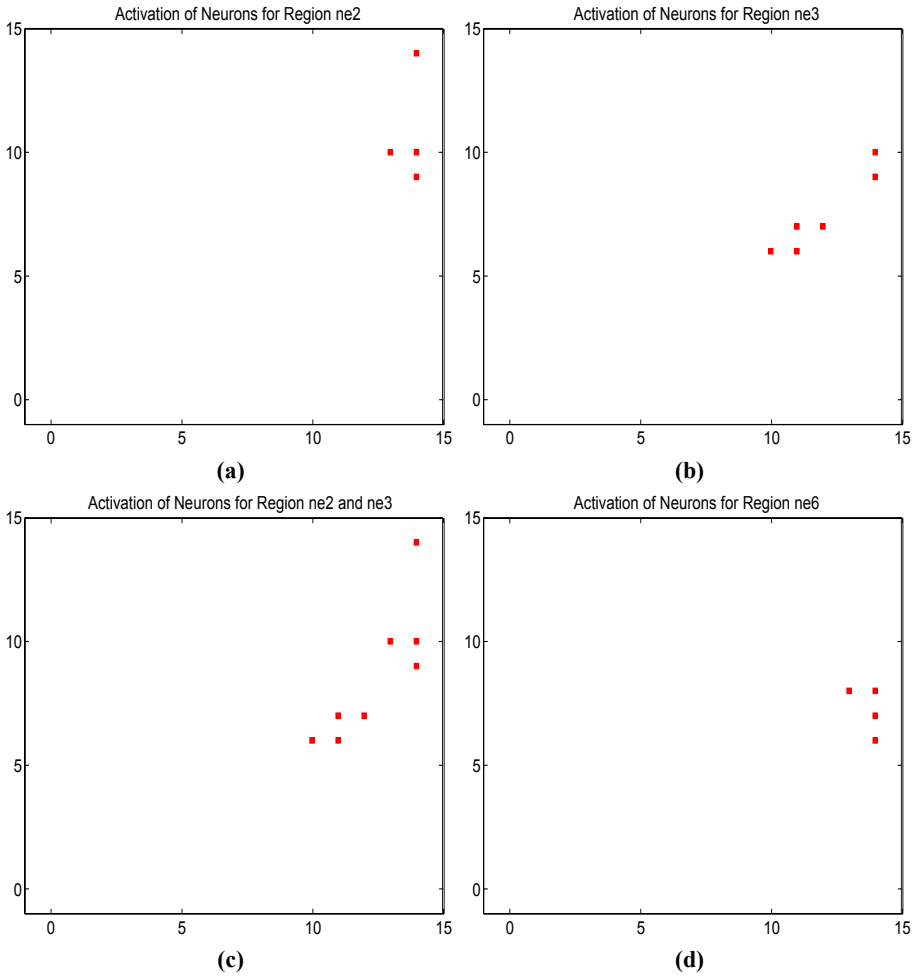 Activation of Neurons for Region ne2
15
10
5
0
0 5 10 15
(a)
Activation of Neurons for Region ne3
15
10
5
0
0 5 10 15
(b)
Activation of Neurons for Region ne2 and ne3
15
10
5
0
0 5 10 15
(c)
Activation of Neurons for Region ne6
15
10
5
0
0 5 10 15
(d)